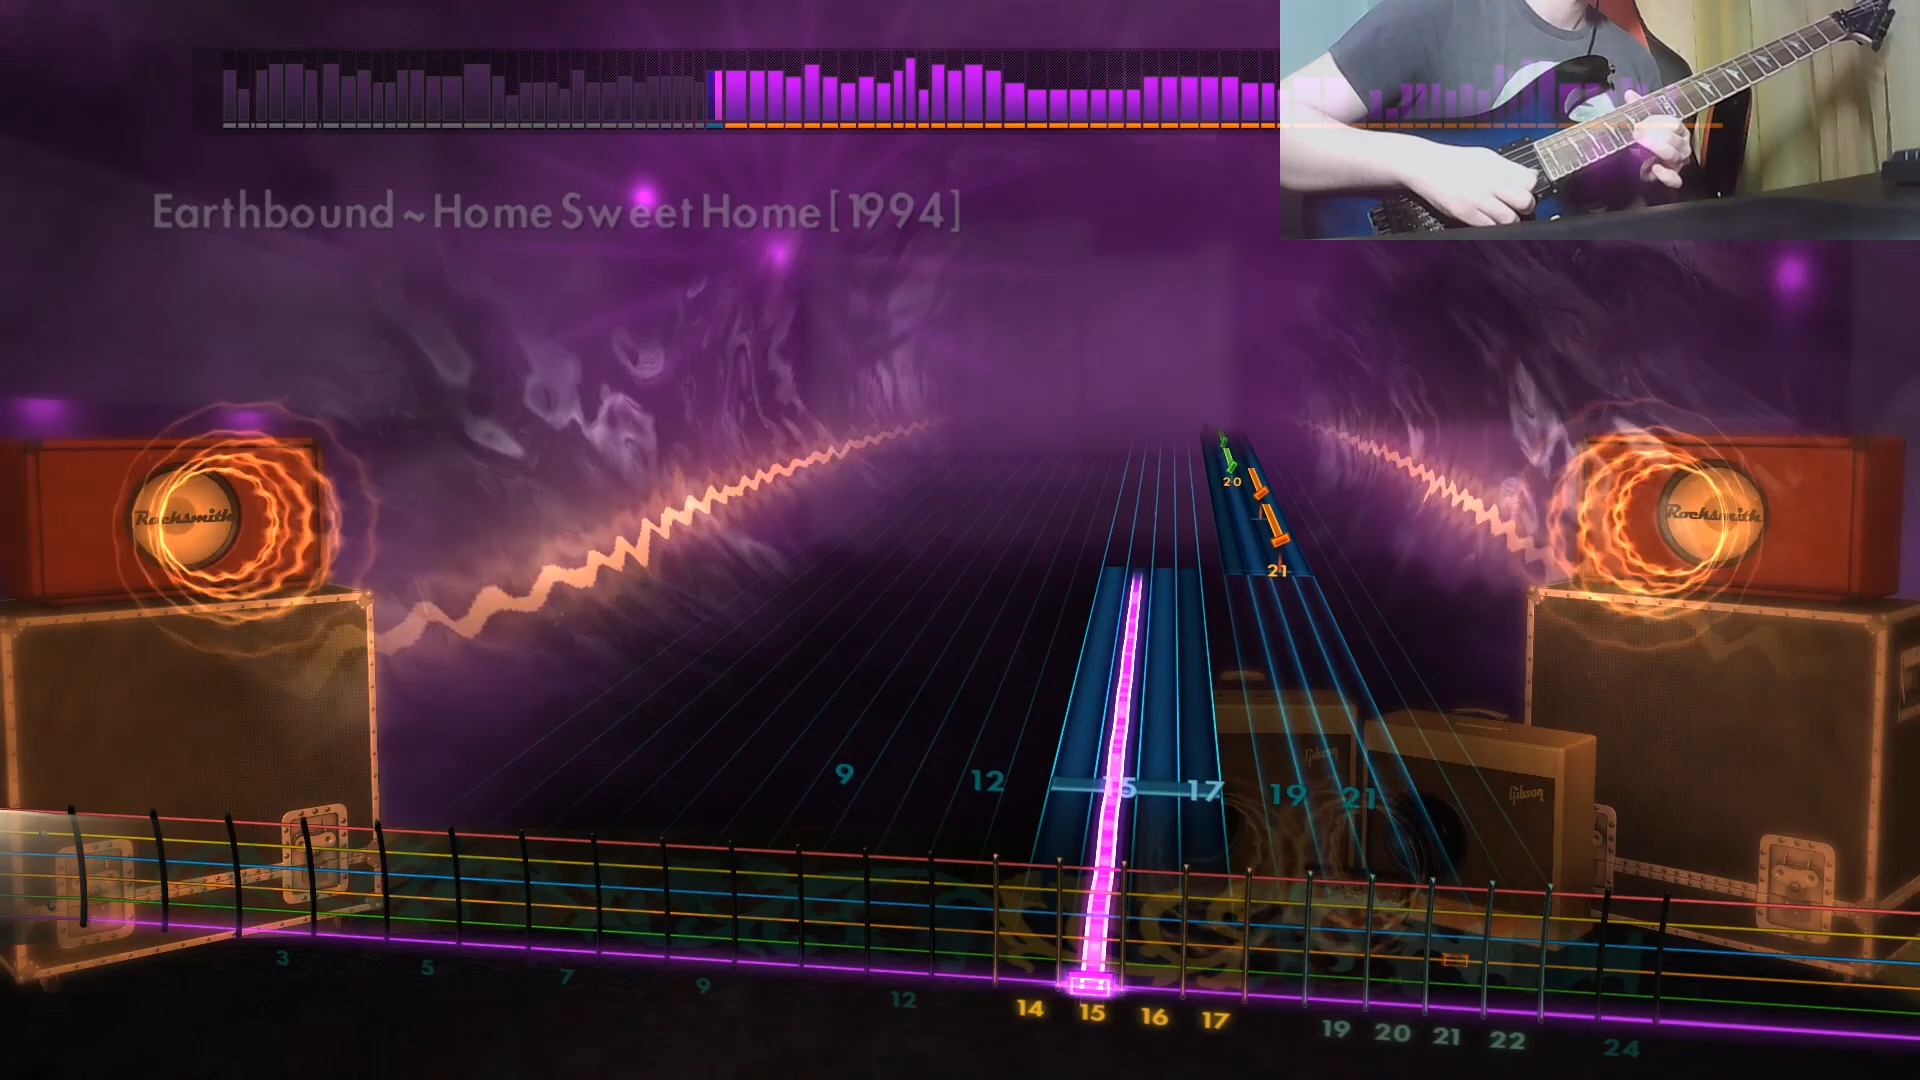 Earthbound ~ Home Sweet Home [1994]
20
Rocksmith
Rocksmith
21
Gibson
Gibson
9 12 15 17 19 21
3 5 7 9 12 14 15 16 17 19 20 21 22 24